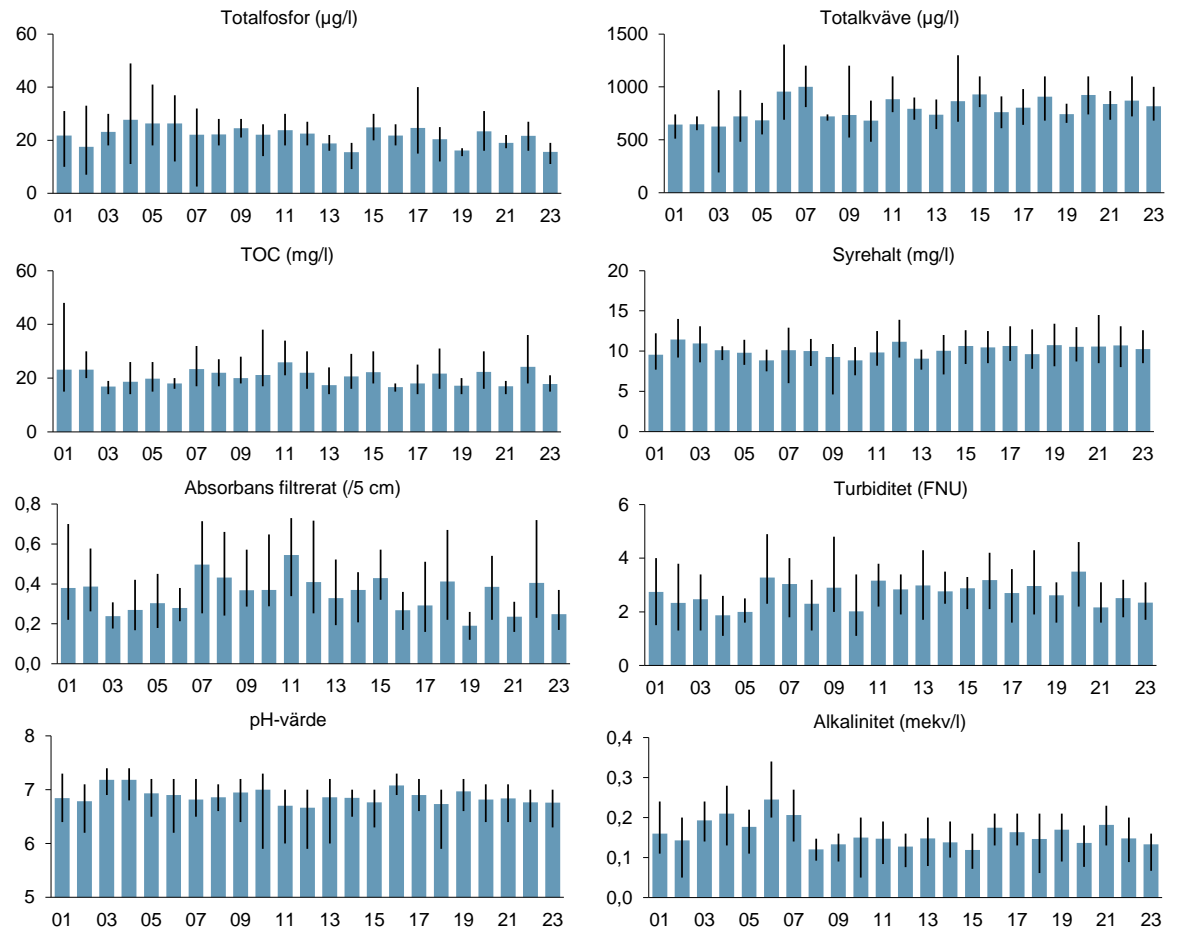 Totalfosfor (µg/l)
60
40
20
0
01 03 05 07 09 11 13 15 17 19 21 23
Totalkväve (µg/l)
1500
1000
500
0
01 03 05 07 09 11 13 15 17 19 21 23
TOC (mg/l)
60
40
20
0
01 03 05 07 09 11 13 15 17 19 21 23
Syrehalt (mg/l)
20
15
10
5
0
01 03 05 07 09 11 13 15 17 19 21 23
Absorbans filtrerat (/5 cm)
0,8
0,6
0,4
0,2
0,0
01 03 05 07 09 11 13 15 17 19 21 23
Turbiditet (FNU)
6
4
2
0
01 03 05 07 09 11 13 15 17 19 21 23
pH-värde
8
7
6
5
01 03 05 07 09 11 13 15 17 19 21 23
Alkalinitet (mekv/l)
0,4
0,3
0,2
0,1
0,0
01 03 05 07 09 11 13 15 17 19 21 23